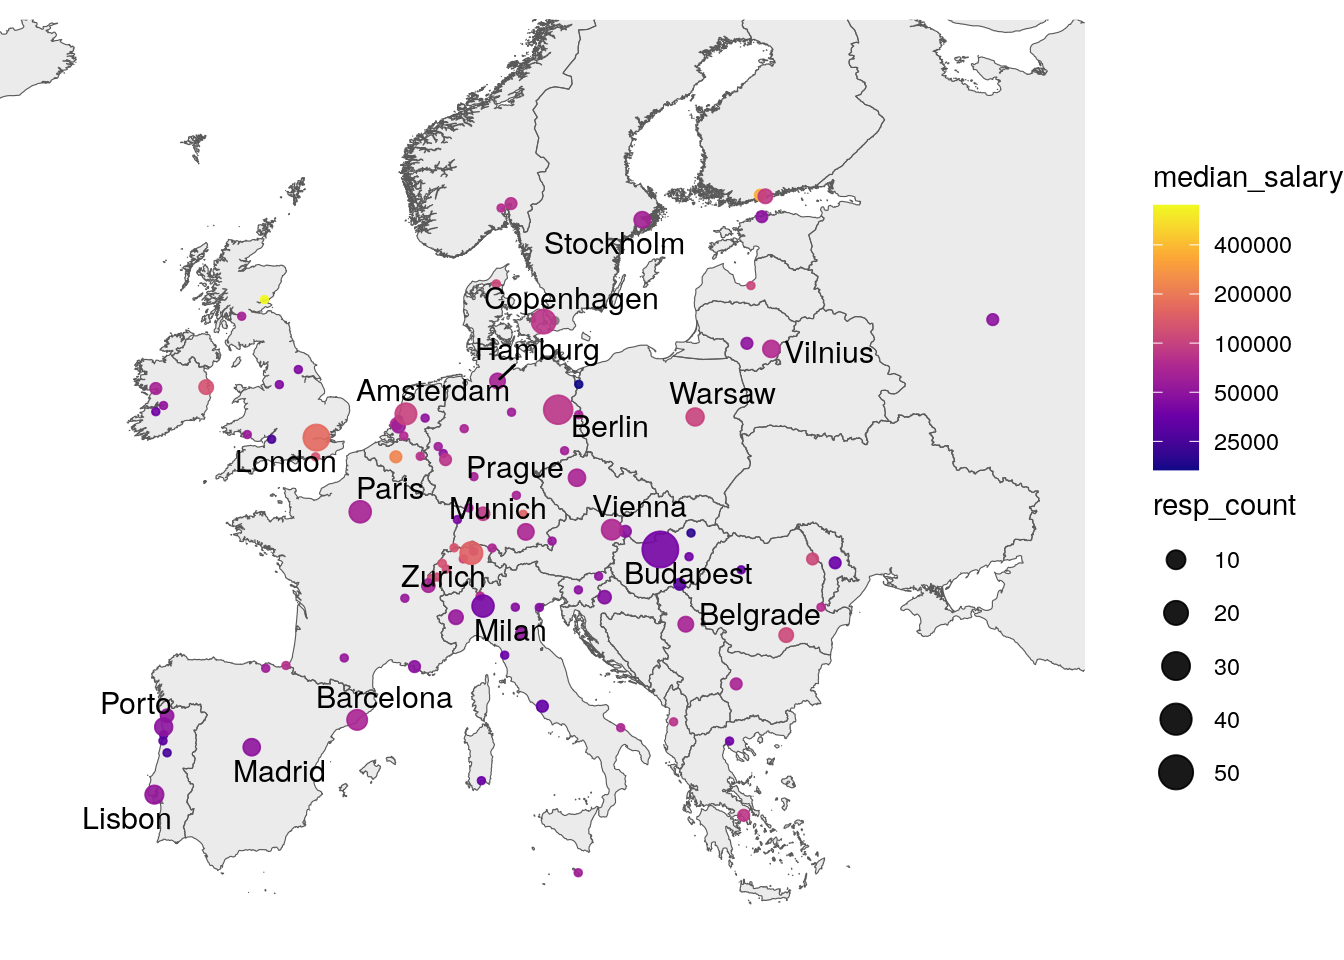 median_salary
400000
200000
100000
50000
25000
resp_count
10
20
30
40
50
Stockholm
Copenhagen
Hamburg
Vilnius
Amsterdam
Warsaw
Berlin
London
Prague
Paris
Munich
Vienna
Zurich
Budapest
Belgrade
Milan
Barcelona
Porto
Madrid
Lisbon